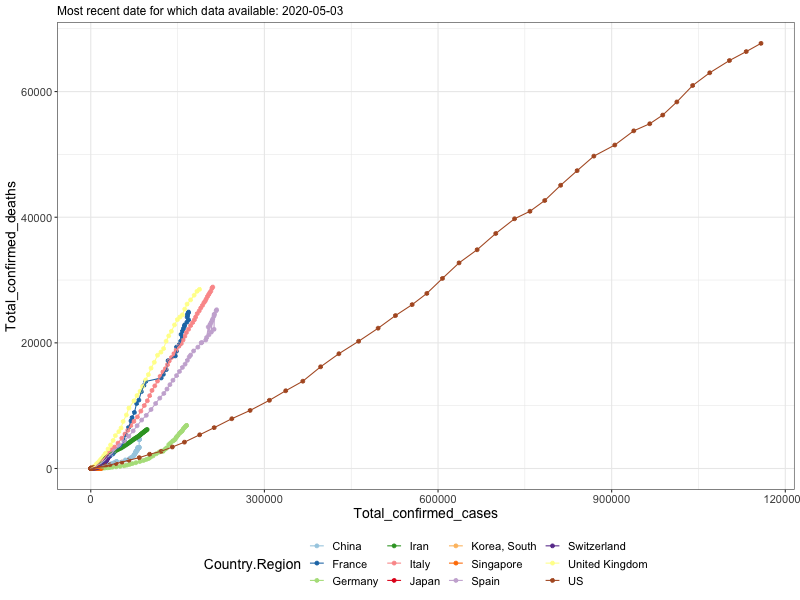 Most recent date for which data available: 2020-05-03
Total_confirmed_deaths
60000
40000
20000
0
0
300000
600000
900000
120000
Total_confirmed_cases
Country.Region
China
Iran
Korea, South
Switzerland
France
Italy
Singapore
United Kingdom
Germany
Japan
Spain
US